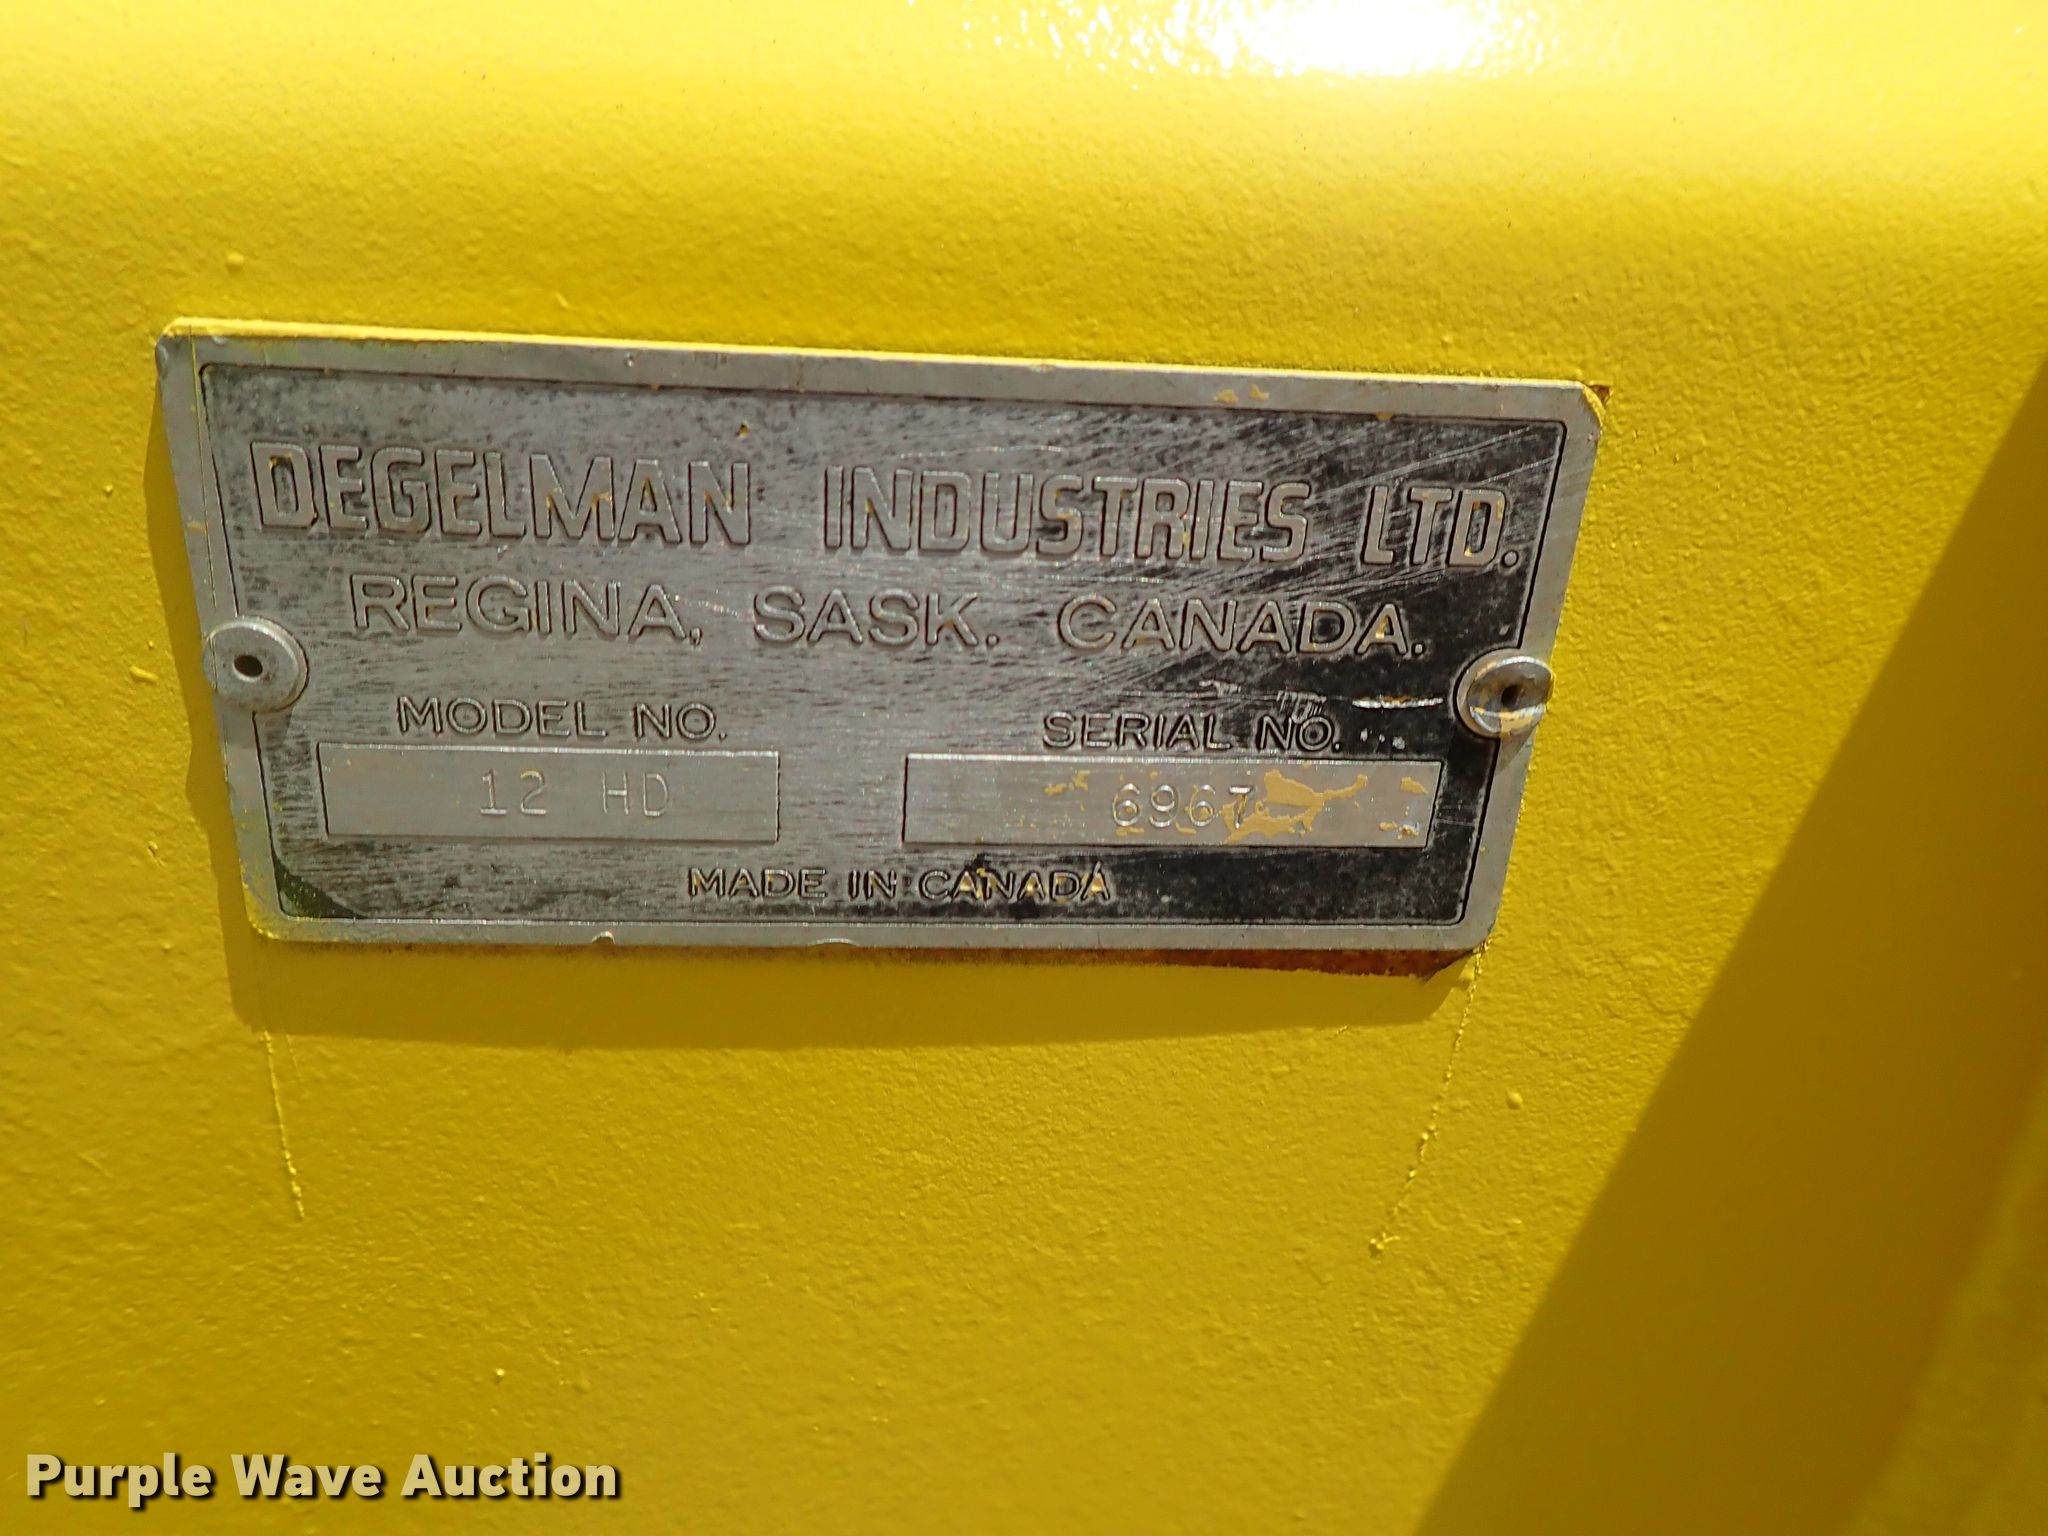 DEGELMAN INDUSTRIES LTD.
REGINA, SASK. CANADA.
MODEL NO. SERIAL NO.
12 HD 6967
MADE IN CANADA
Purple Wave Auction